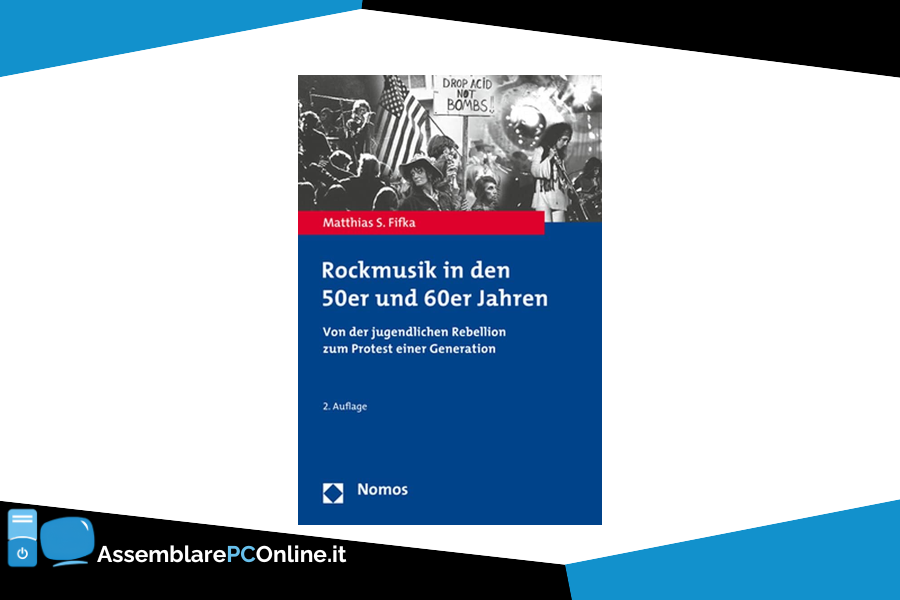 DROP ACID
NOT
BOMBS!!
Matthias S. Fifka
Rockmusik in den
50er und 60er Jahren
Von der jugendlichen Rebellion
zum Protest einer Generation
2. Auflage
Nomos
AssemblarePCOnline.it